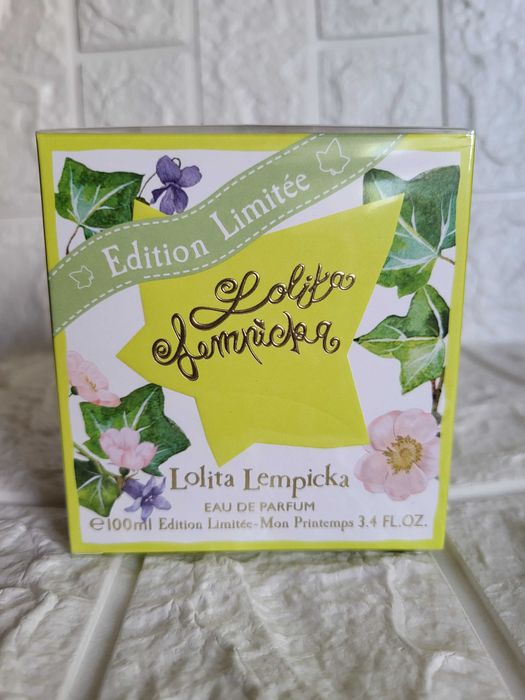 Edition Limitée
Lolita
Lempicka
Lolita Lempicka
EAU DE PARFUM
℮100ml Edition Limitée-Mon Printemps 3.4 FL.OZ.